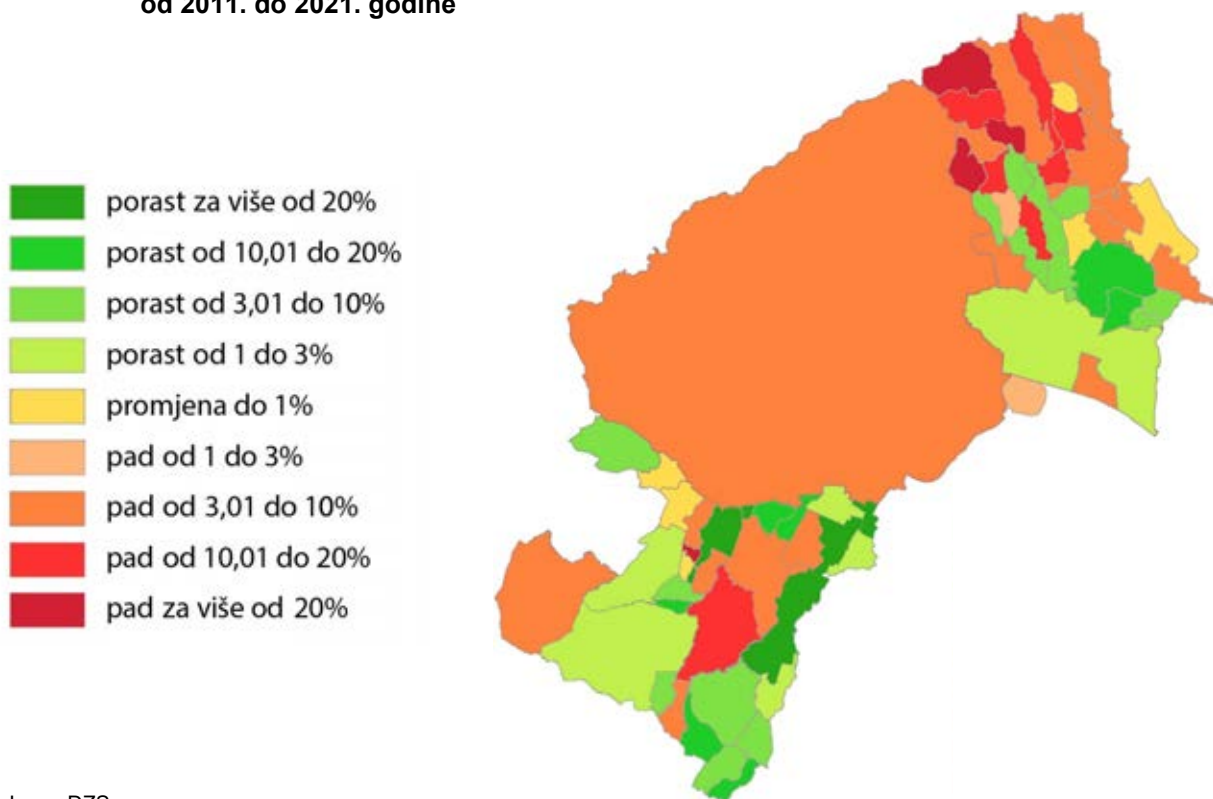 od 2011. do 2021. godine
porast za više od 20%
porast od 10,01 do 20%
porast od 3,01 do 10%
porast od 1 do 3%
promjena do 1%
pad od 1 do 3%
pad od 3,01 do 10%
pad od 10,01 do 20%
pad za više od 20%
DZS